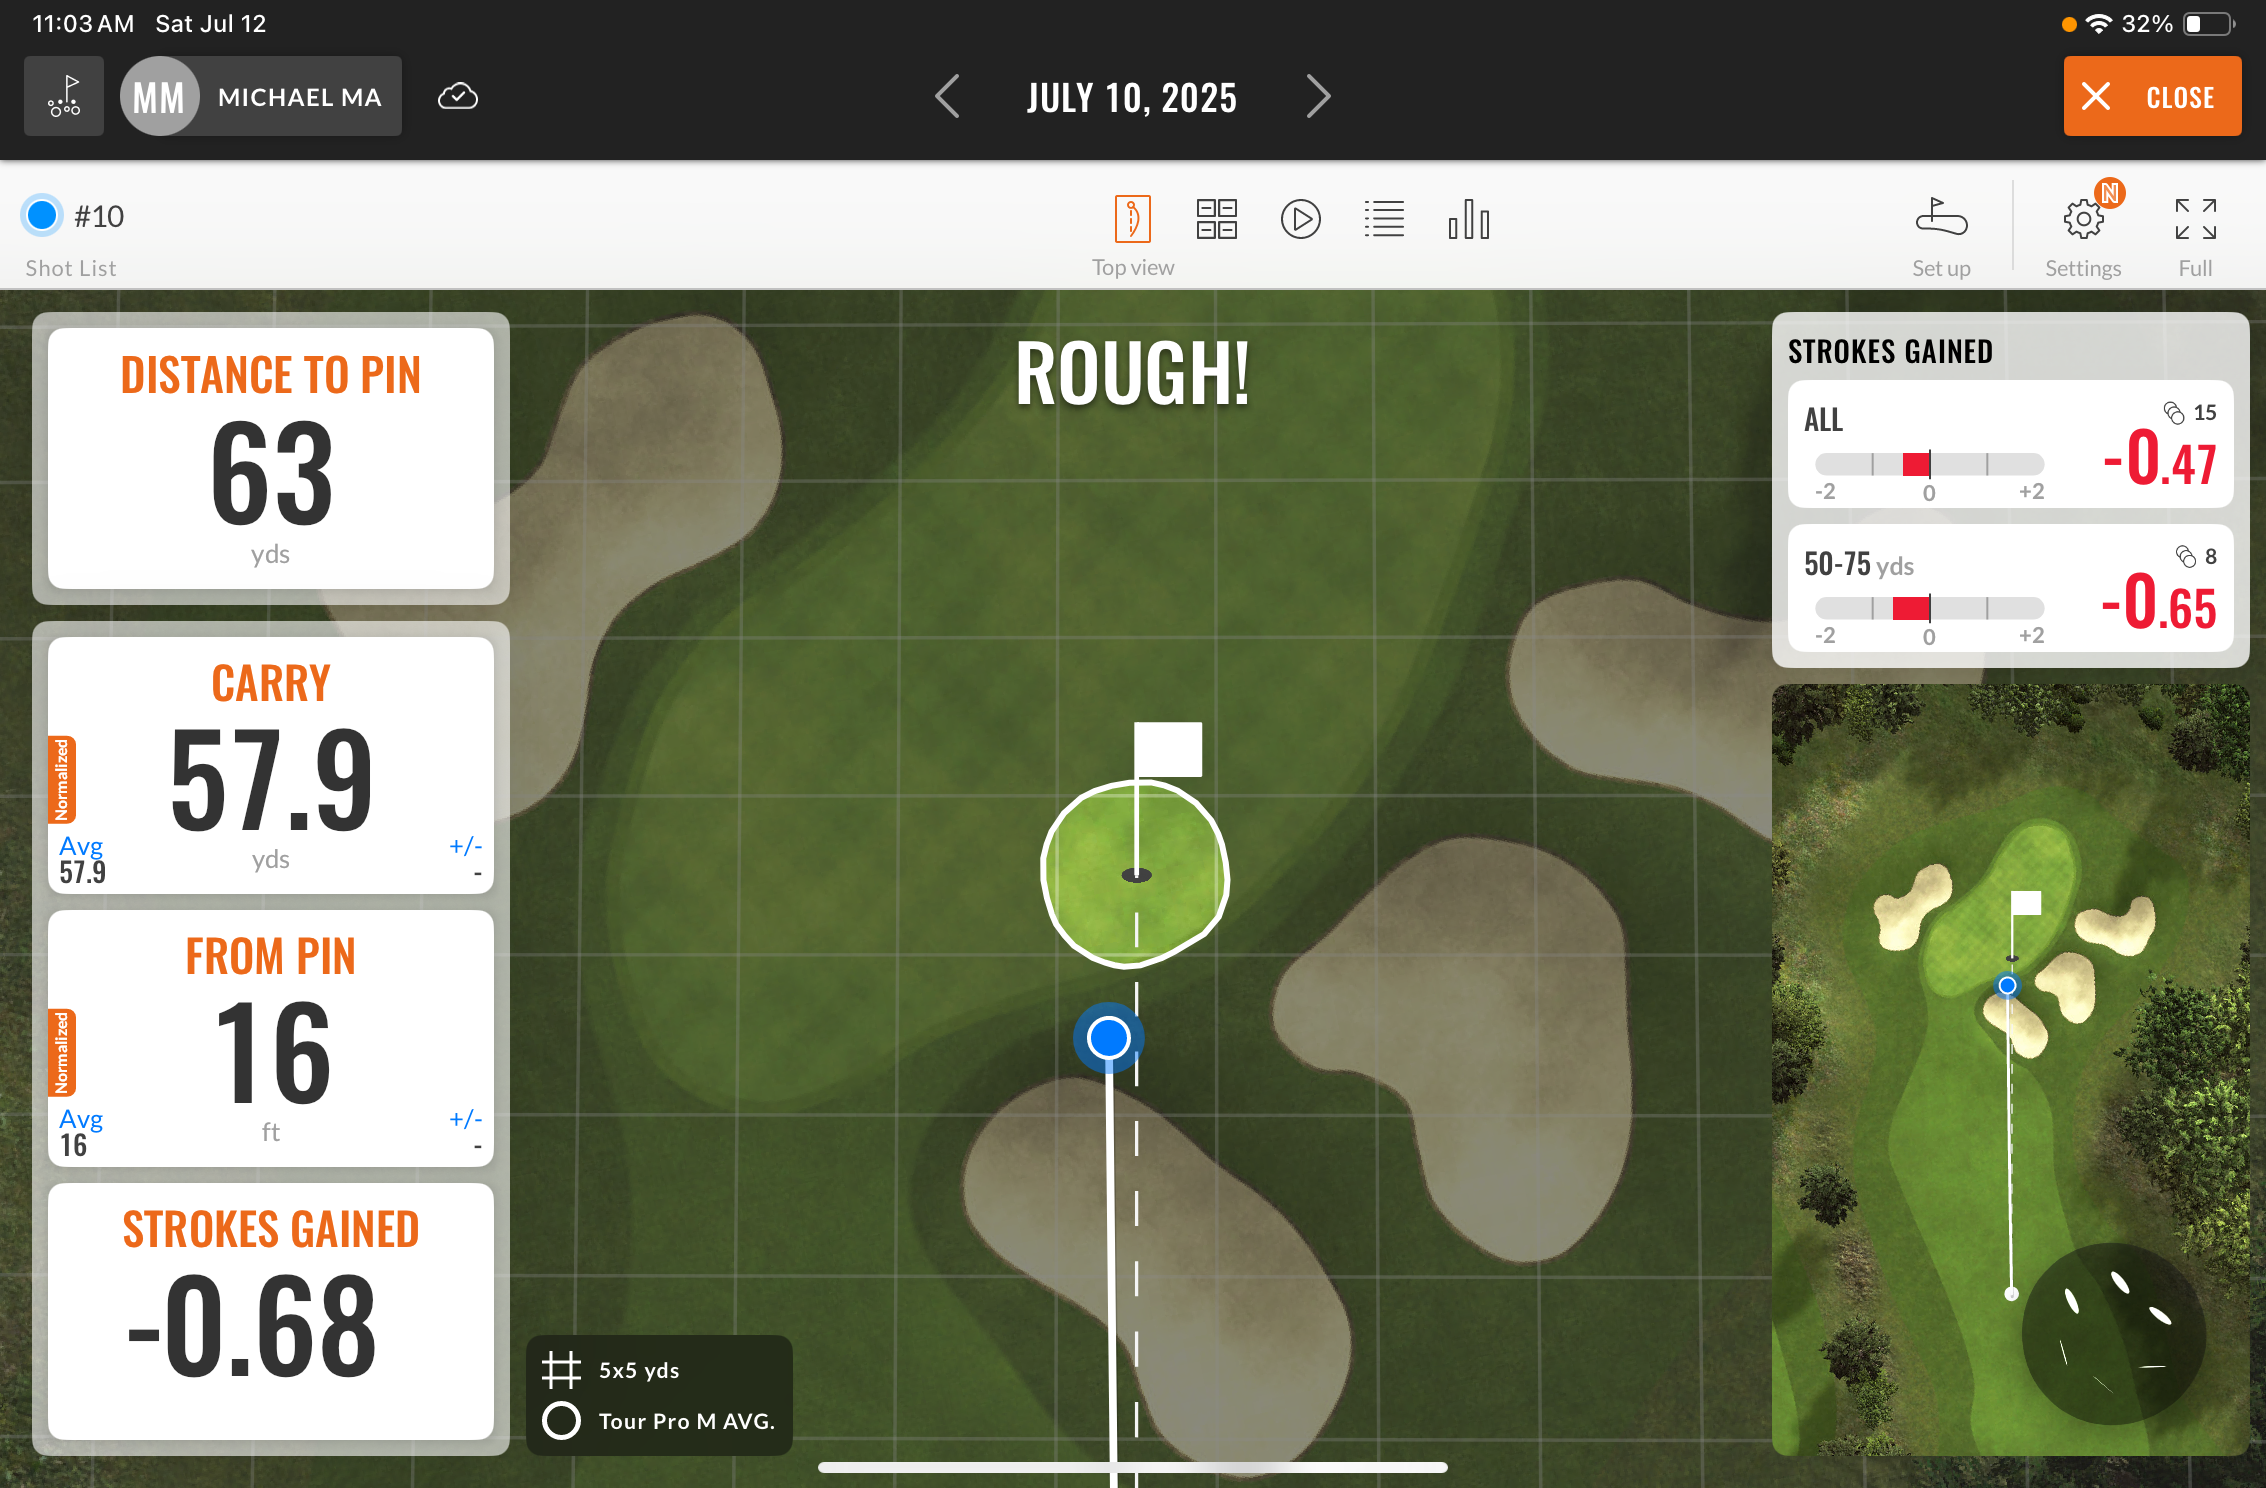 11:03 AM Sat Jul 12
32%
MM MICHAEL MA
JULY 10, 2025
CLOSE
#10
Shot List
Top view
Set up
N
Settings
Full
DISTANCE TO PIN
63
yds
CARRY
Normalized
57.9
yds
Avg
57.9
+/-
-
FROM PIN
Normalized
16
ft
Avg
16
+/-
-
STROKES GAINED
-0.68
ROUGH!
5x5 yds
Tour Pro M AVG.
STROKES GAINED
ALL
15
-0.47
-2 0 +2
50-75 yds
8
-0.65
-2 0 +2